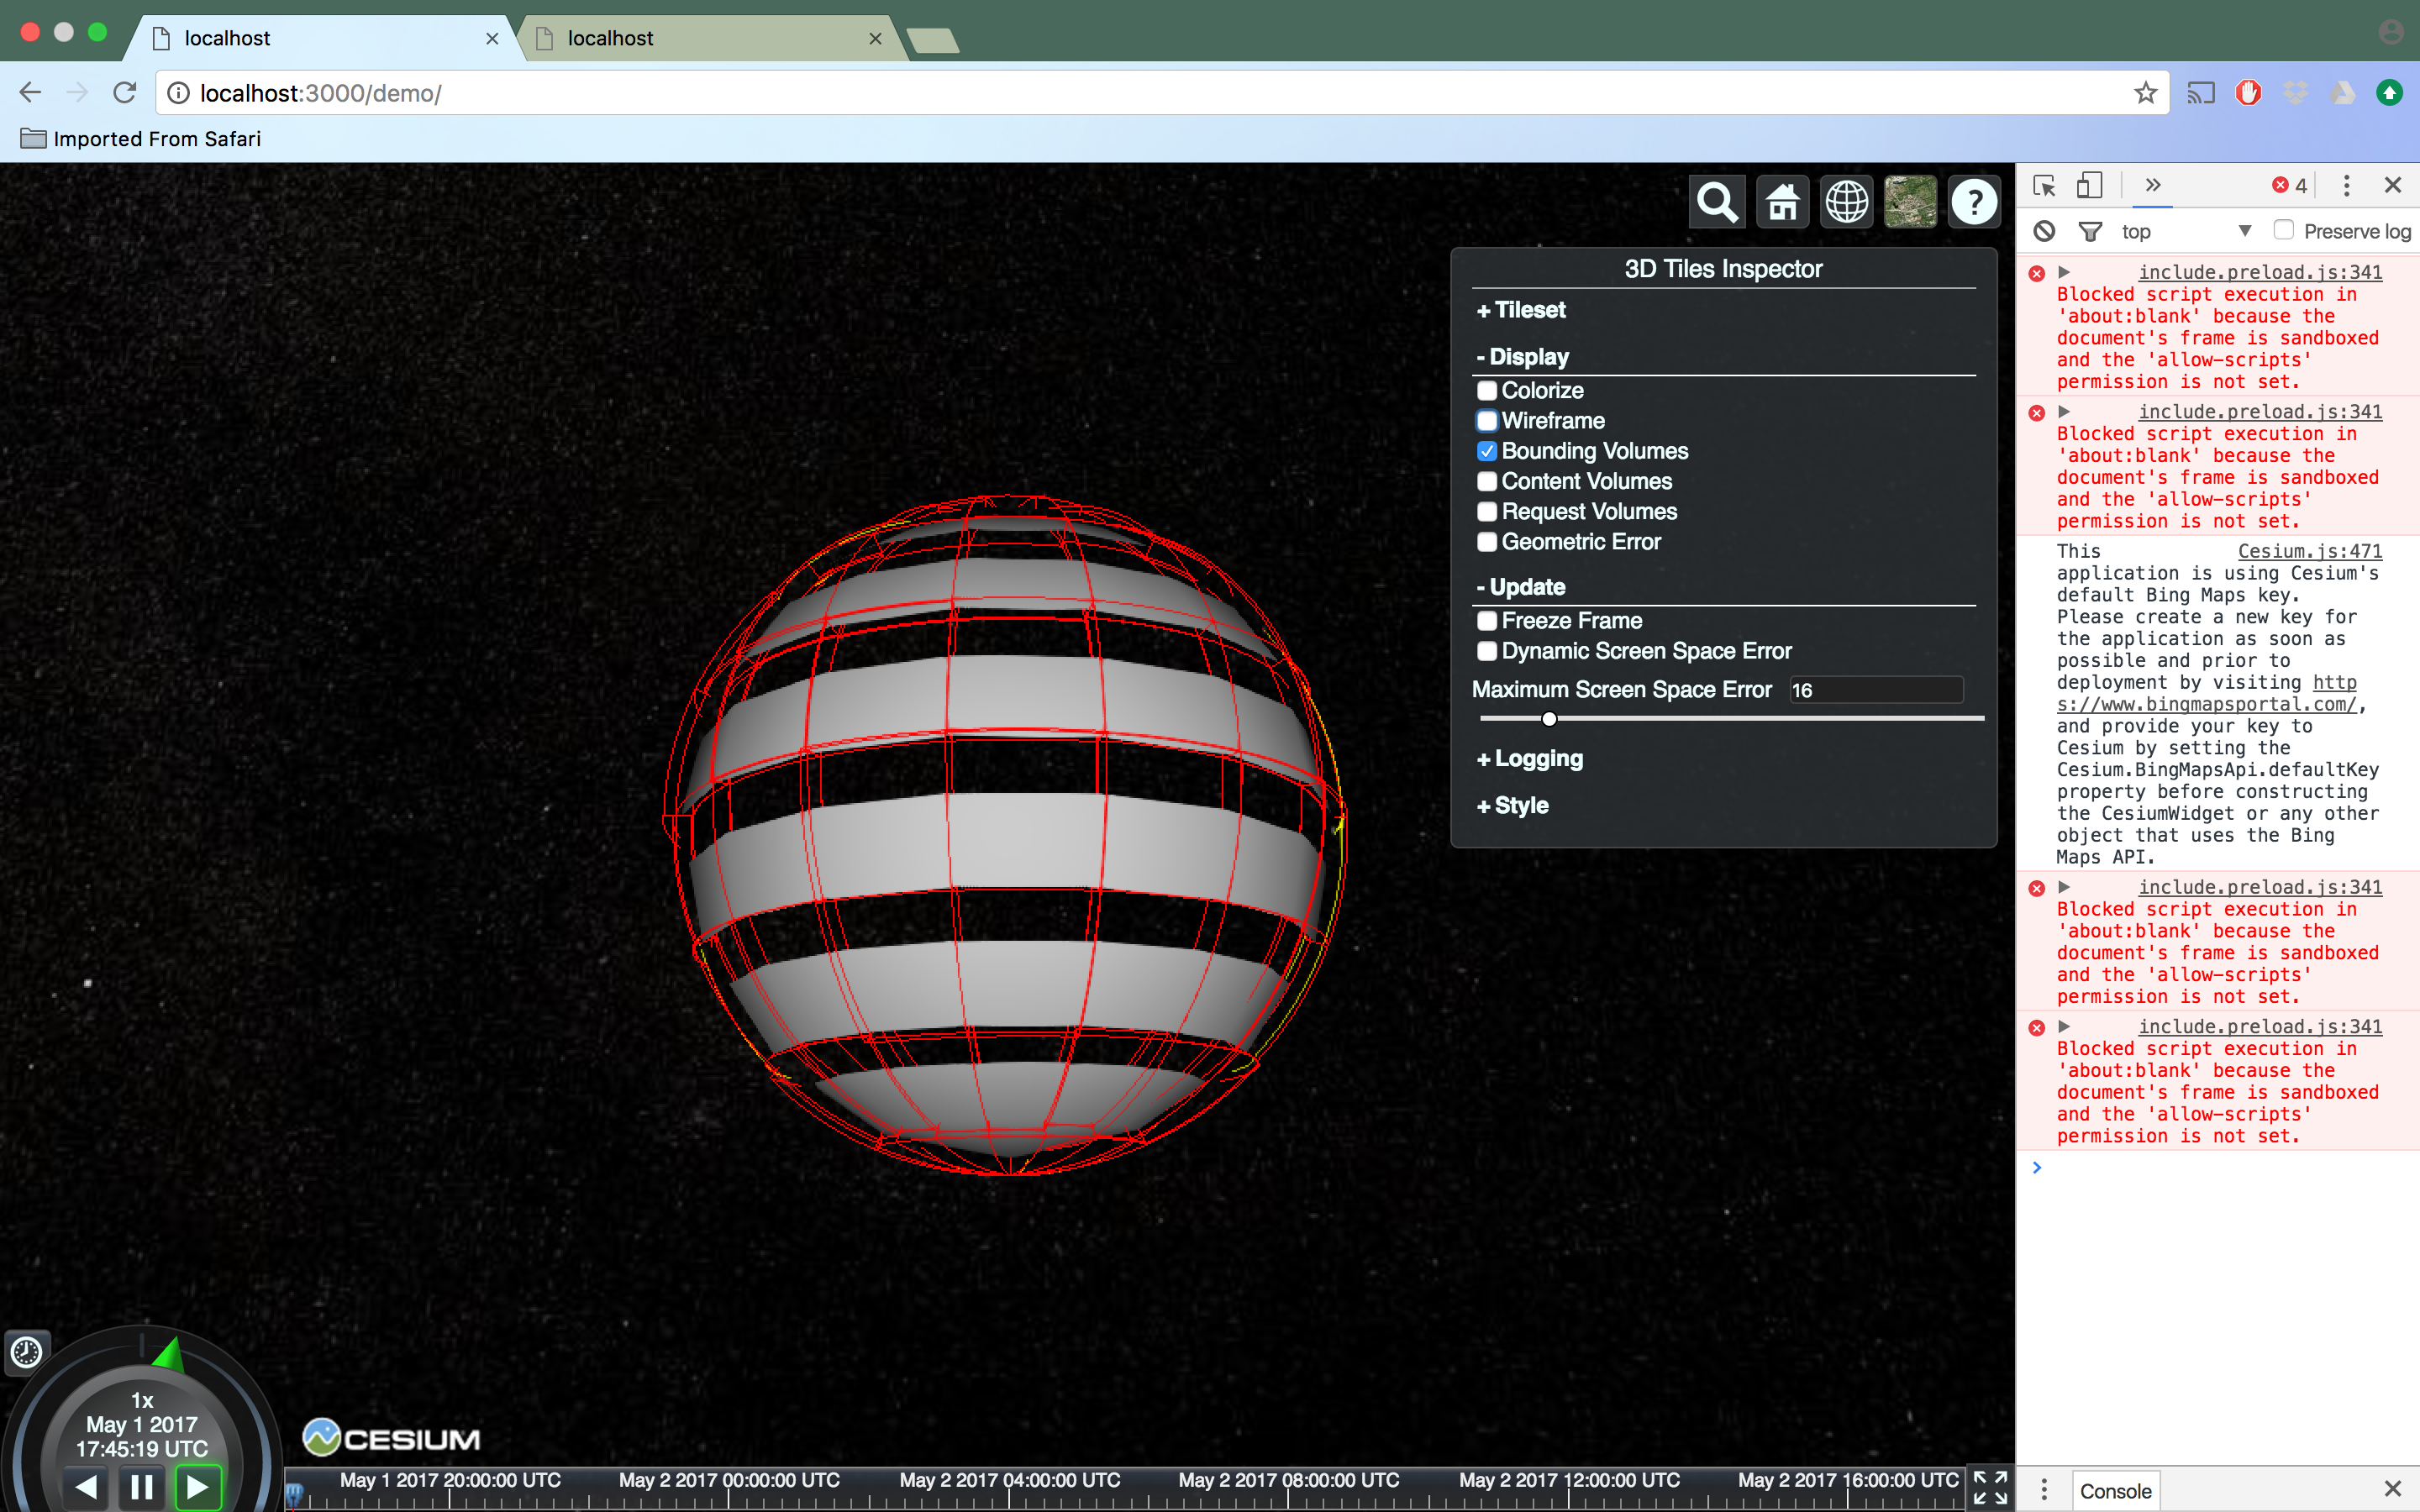 localhost
localhost
localhost:3000/demo/
Imported From Safari
3D Tiles Inspector
+ Tileset
- Display
Colorize
Wireframe
Bounding Volumes
Content Volumes
Request Volumes
Geometric Error
- Update
Freeze Frame
Dynamic Screen Space Error
Maximum Screen Space Error 16
+ Logging
+ Style
1x
May 1 2017
17:45:19 UTC
CESIUM
May 1 2017 20:00:00 UTC
May 2 2017 00:00:00 UTC
May 2 2017 04:00:00 UTC
May 2 2017 08:00:00 UTC
May 2 2017 12:00:00 UTC
May 2 2017 16:00:00 UTC
4
top
Preserve log
include.preload.js:341
Blocked script execution in
'about:blank' because the
document's frame is sandboxed
and the 'allow-scripts'
permission is not set.
include.preload.js:341
Blocked script execution in
'about:blank' because the
document's frame is sandboxed
and the 'allow-scripts'
permission is not set.
This Cesium.js:471
application is using Cesium's
default Bing Maps key.
Please create a new key for
the application as soon as
possible and prior to
deployment by visiting http
s://www.bingmapsportal.com/,
and provide your key to
Cesium by setting the
Cesium.BingMapsApi.defaultKey
property before constructing
the CesiumWidget or any other
object that uses the Bing
Maps API.
include.preload.js:341
Blocked script execution in
'about:blank' because the
document's frame is sandboxed
and the 'allow-scripts'
permission is not set.
include.preload.js:341
Blocked script execution in
'about:blank' because the
document's frame is sandboxed
and the 'allow-scripts'
permission is not set.
Console